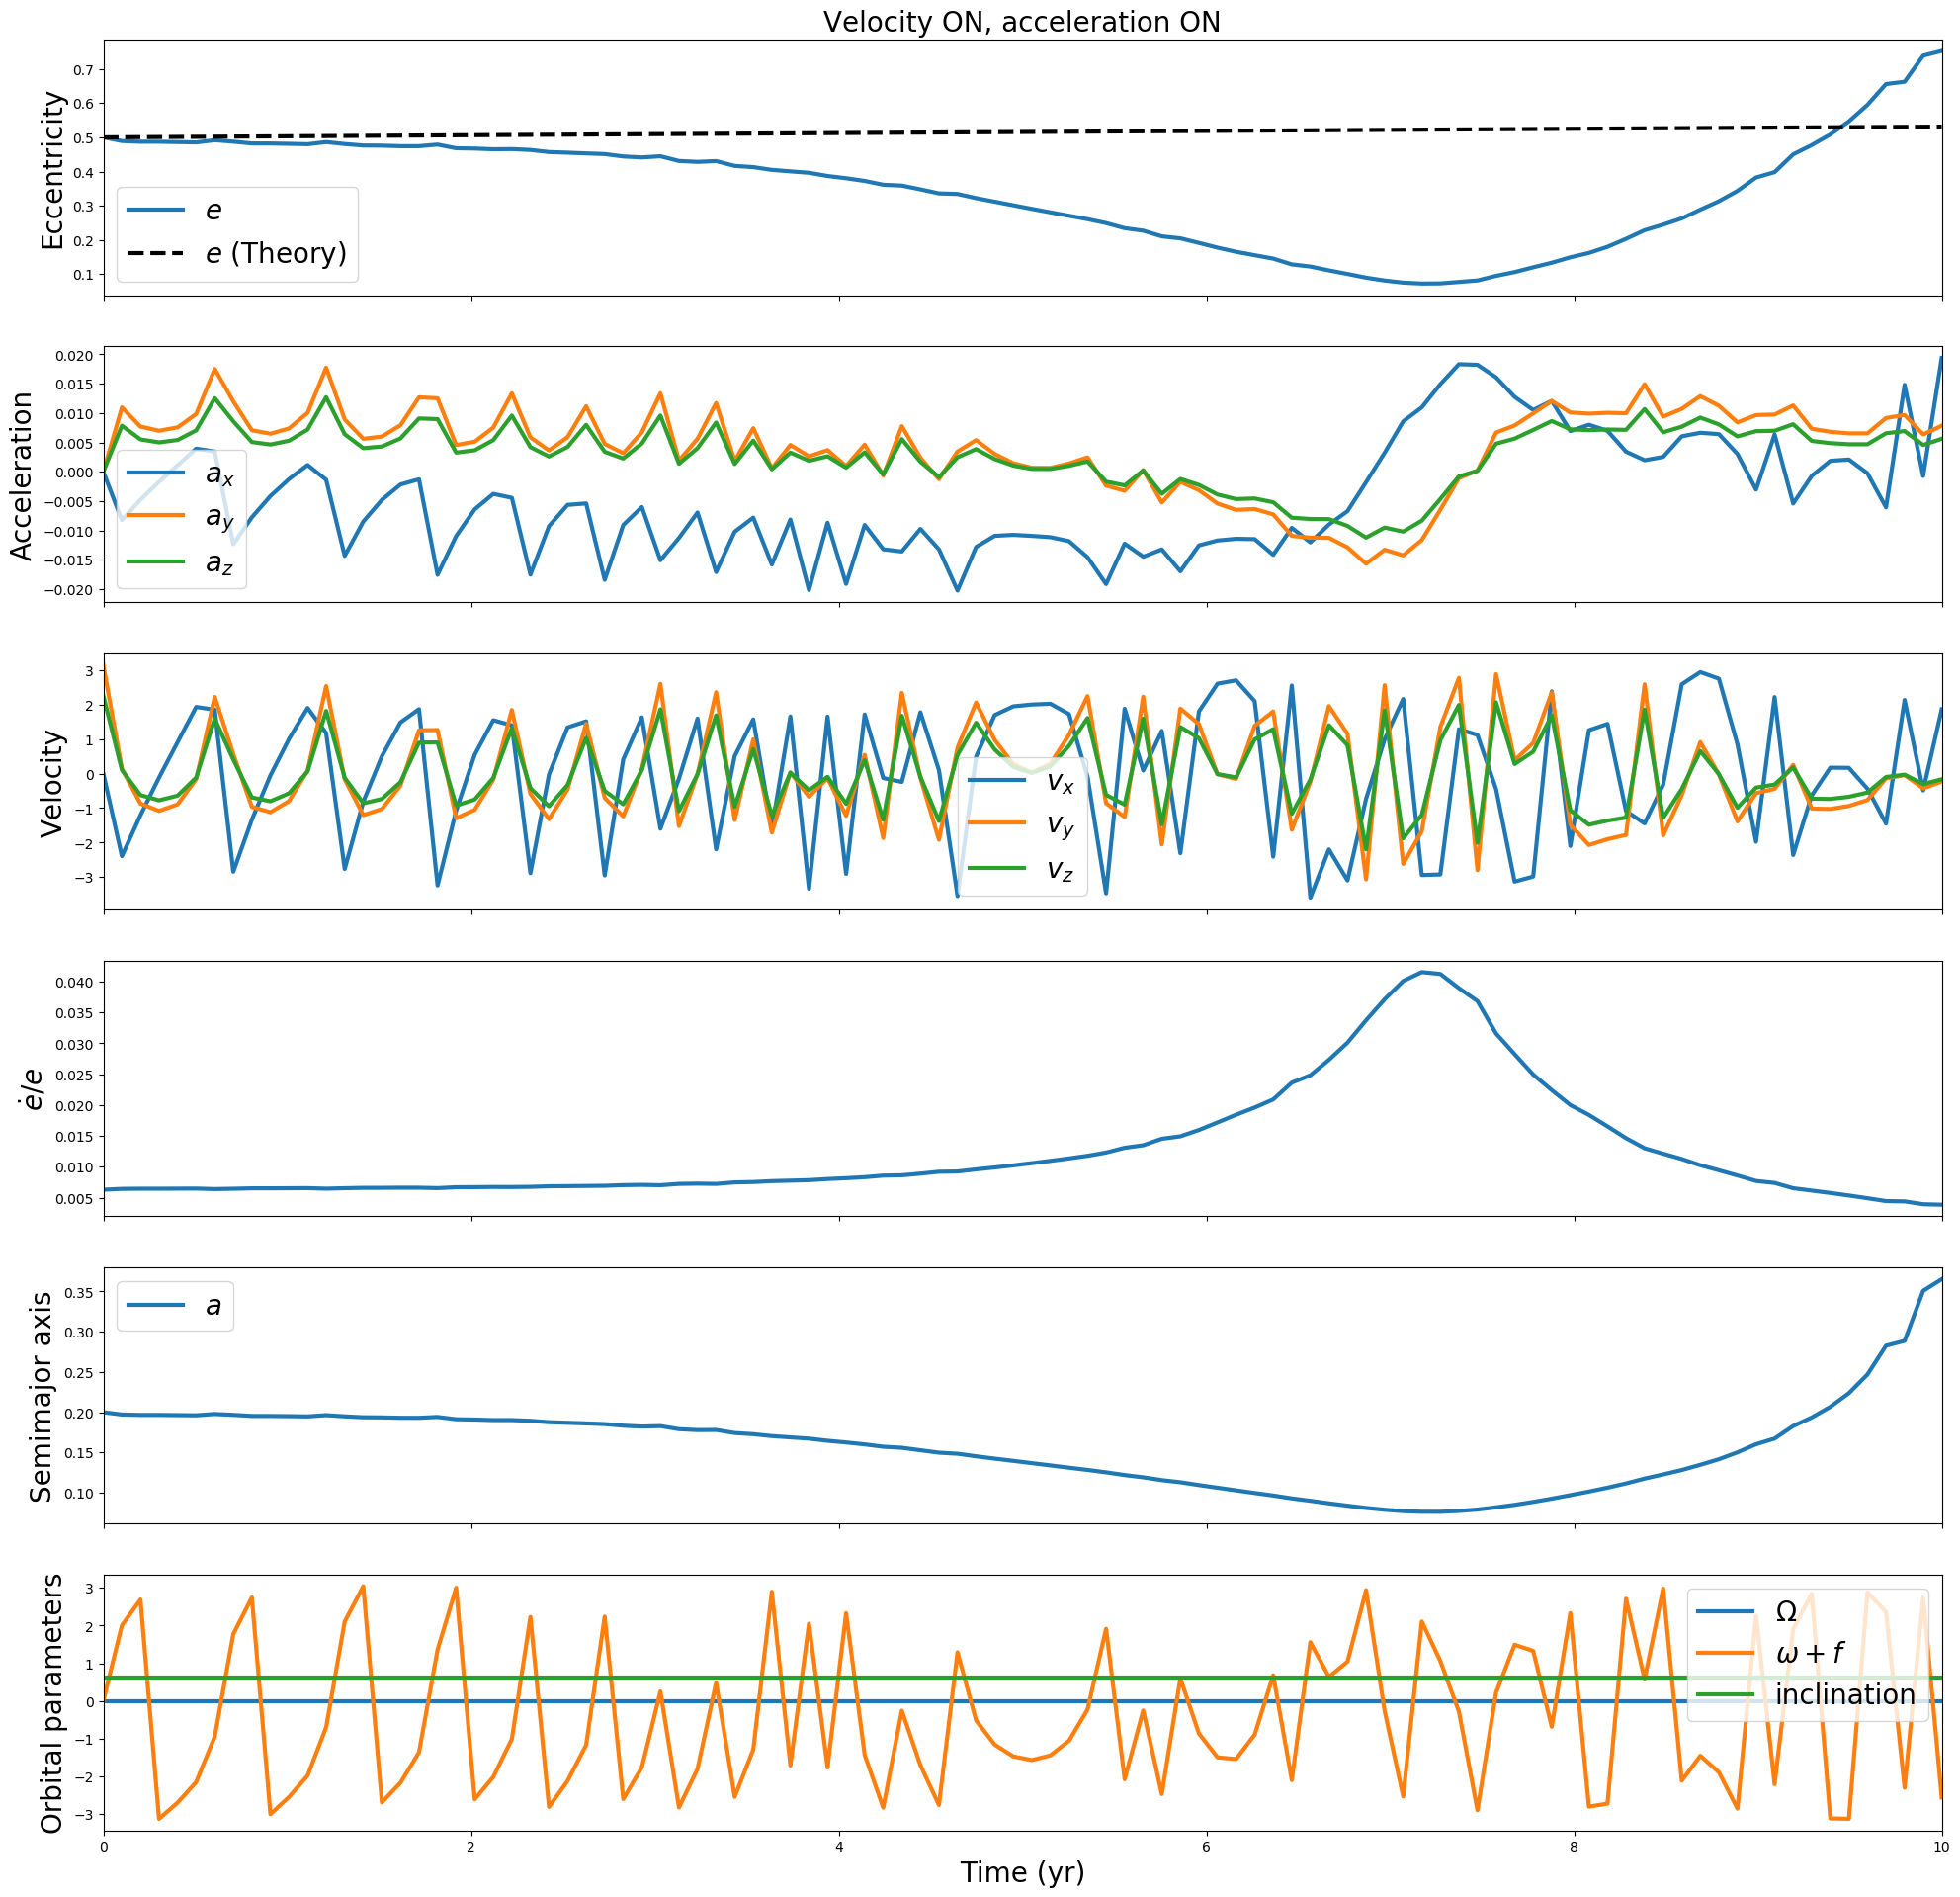 Velocity ON, acceleration ON
Eccentricity
0.7
0.6
0.5
0.4
0.3
0.2
0.1
e
e (Theory)
Acceleration
0.020
0.015
0.010
0.005
0.000
−0.005
−0.010
−0.015
−0.020
a_x
a_y
a_z
Velocity
3
2
1
0
−1
−2
−3
v_x
v_y
v_z
ė/e
0.040
0.035
0.030
0.025
0.020
0.015
0.010
0.005
Semimajor axis
0.35
0.30
0.25
0.20
0.15
0.10
a
Orbital parameters
3
2
1
0
−1
−2
−3
Ω
ω + f
inclination
0 2 4 6 8 10
Time (yr)